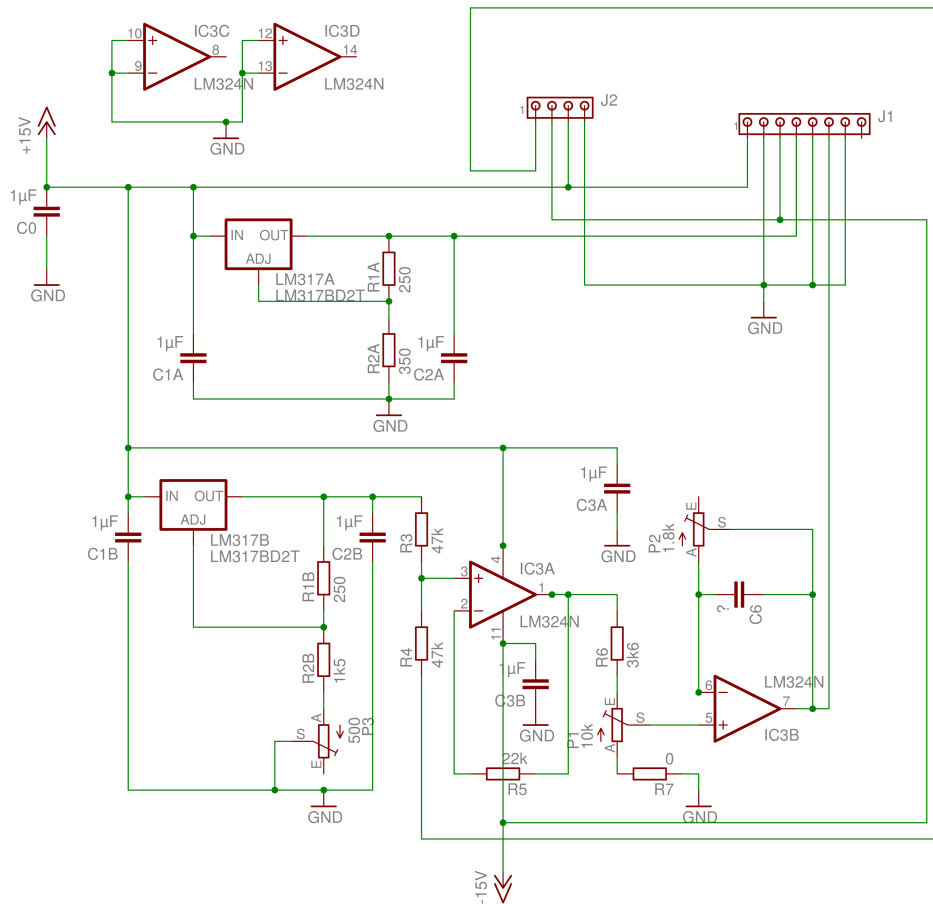 10
9
8
IC3C
LM324N
12
13
14
IC3D
LM324N
GND
+15V
1µF
C0
GND
1
J2
1
J1
IN OUT
ADJ
LM317A
LM317BD2T
R1A
250
R2A
350
1µF
C1A
1µF
C2A
GND
GND
IN OUT
ADJ
LM317B
LM317BD2T
1µF
C1B
1µF
C2B
R1B
250
R2B
1k5
A
S
E
500
P3
GND
R3
47k
R4
47k
3
2
4
11
1
IC3A
LM324N
1µF
C3A
GND
1µF
C3B
GND
22k
R5
R6
3k6
E
S
A
P1
10k
0
R7
GND
E
S
A
P2
1.8k
?
C6
6
5
7
LM324N
IC3B
-15V